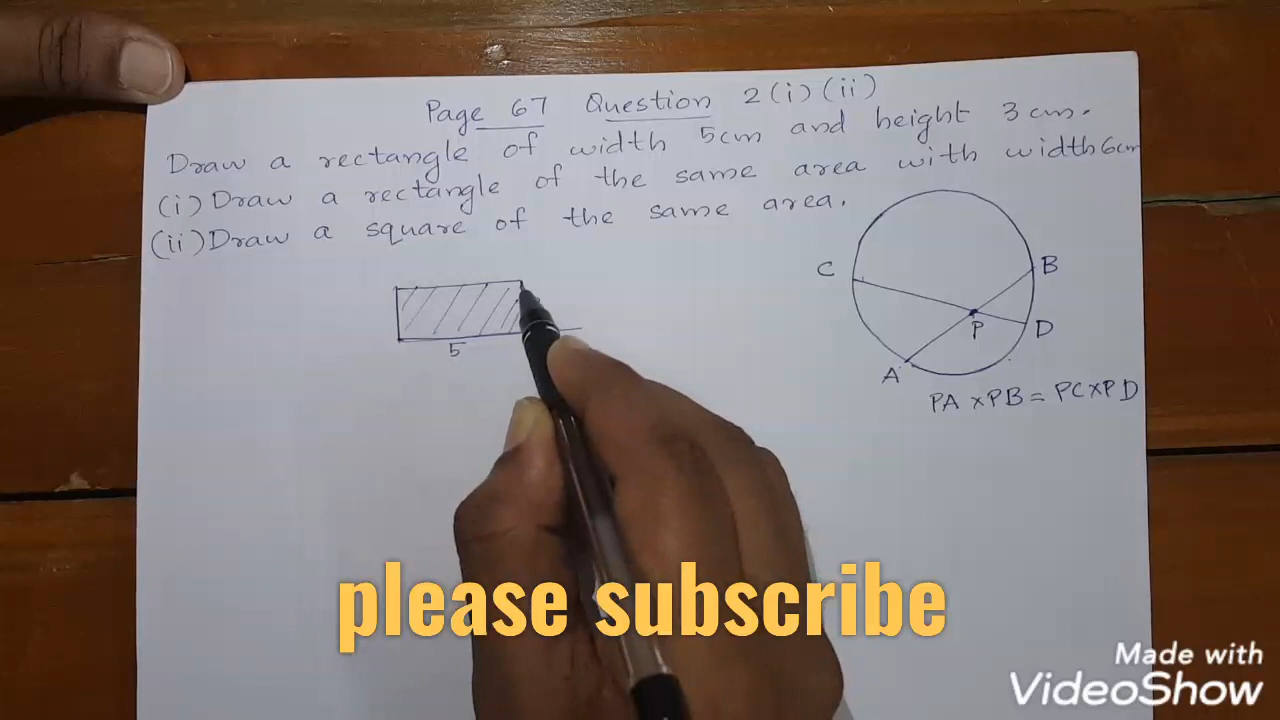 Page 67 Question 2(i)(ii)
Draw a rectangle of width 5cm and height 3cm.
(i) Draw a rectangle of the same area with width 6cm
(ii) Draw a square of the same area.
C
B
P
D
A
5
PA × PB = PC × PD
please subscribe
Made with
VideoShow